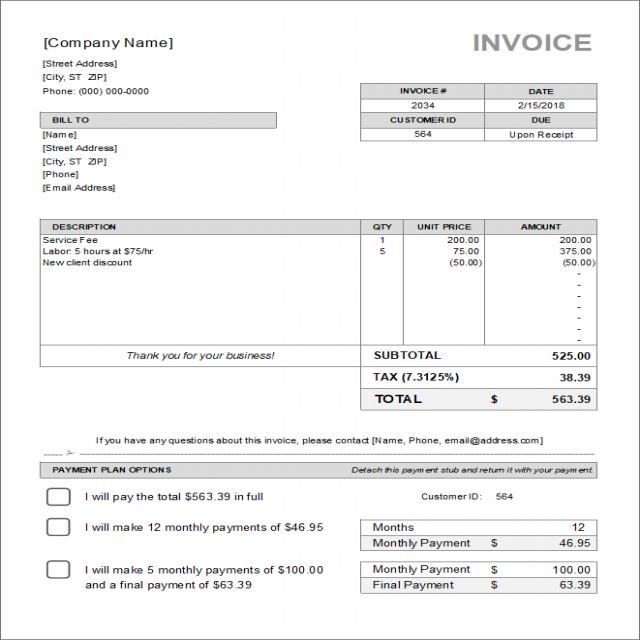 [Company Name]
INVOICE
[Street Address]
[City, ST  ZIP]
Phone: (000) 000-0000
INVOICE # DATE
2034 2/15/2018
CUSTOMER ID DUE
564 Upon Receipt
BILL TO
[Name]
[Street Address]
[City, ST  ZIP]
[Phone]
[Email Address]
DESCRIPTION QTY UNIT PRICE AMOUNT
Service Fee 1 200.00 200.00
Labor: 5 hours at $75/hr 5 75.00 375.00
New client discount (50.00) (50.00)
-
-
-
-
-
-
-
Thank you for your business! SUBTOTAL 525.00
TAX (7.3125%) 38.39
TOTAL $ 563.39
If you have any questions about this invoice, please contact [Name, Phone, email@address.com]
PAYMENT PLAN OPTIONS Detach this payment stub and return it with your payment.
I will pay the total $563.39 in full Customer ID: 564
I will make 12 monthly payments of $46.95 Months 12
Monthly Payment $ 46.95
I will make 5 monthly payments of $100.00 Monthly Payment $ 100.00
and a final payment of $63.39 Final Payment $ 63.39